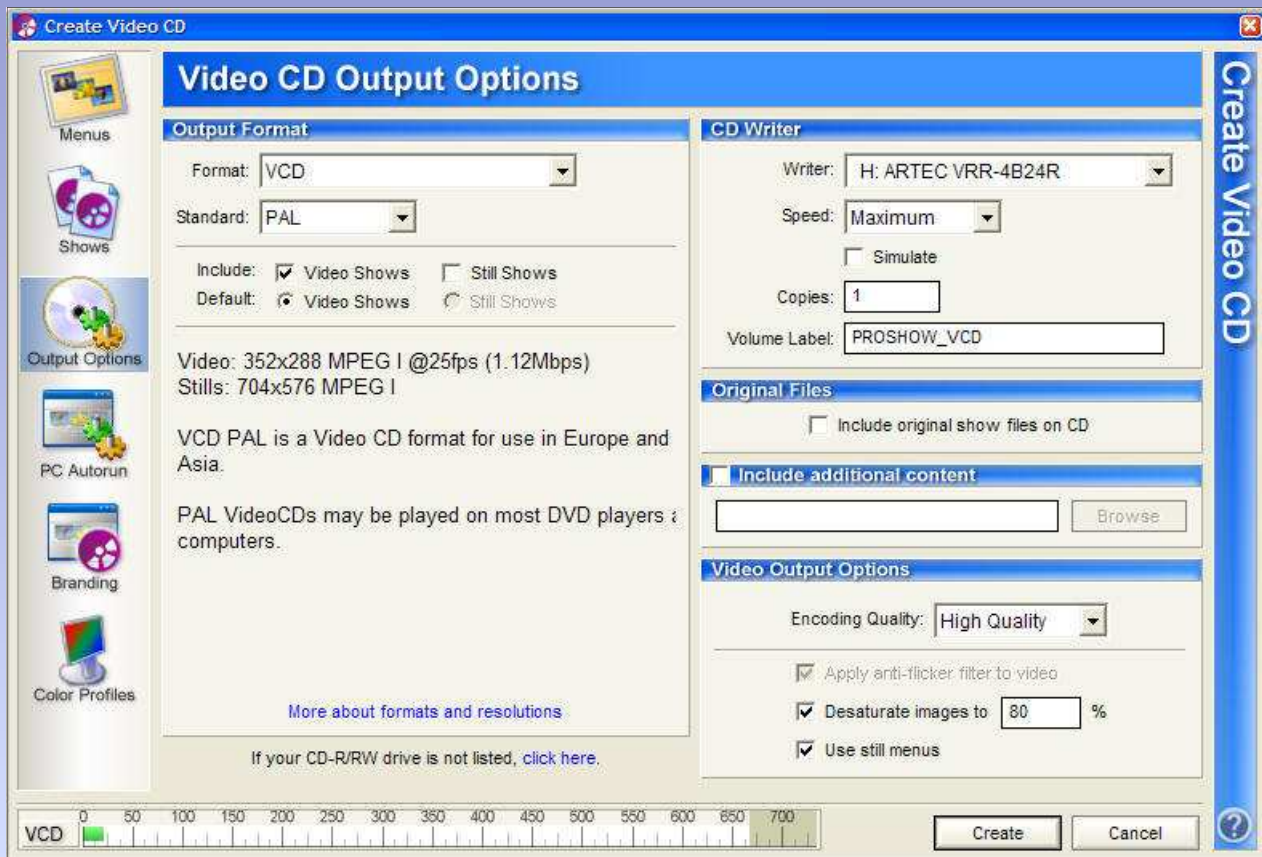 Create Video CD
Menus
Shows
Output Options
PC Autorun
Branding
Color Profiles
Video CD Output Options
Output Format
Format: VCD
Standard: PAL
Include: Video Shows Still Shows
Default: Video Shows Still Shows
Video: 352x288 MPEG I @25fps (1.12Mbps)
Stills: 704x576 MPEG I
VCD PAL is a Video CD format for use in Europe and
Asia.
PAL VideoCDs may be played on most DVD players a
computers.
More about formats and resolutions
If your CD-R/RW drive is not listed, click here.
CD Writer
Writer: H: ARTEC VRR-4B24R
Speed: Maximum
Simulate
Copies: 1
Volume Label: PROSHOW_VCD
Original Files
Include original show files on CD
Include additional content
Browse
Video Output Options
Encoding Quality: High Quality
Apply anti-flicker filter to video
Desaturate images to 80 %
Use still menus
Create Video CD
VCD 0 50 100 150 200 250 300 350 400 450 500 550 600 650 700
Create Cancel ?